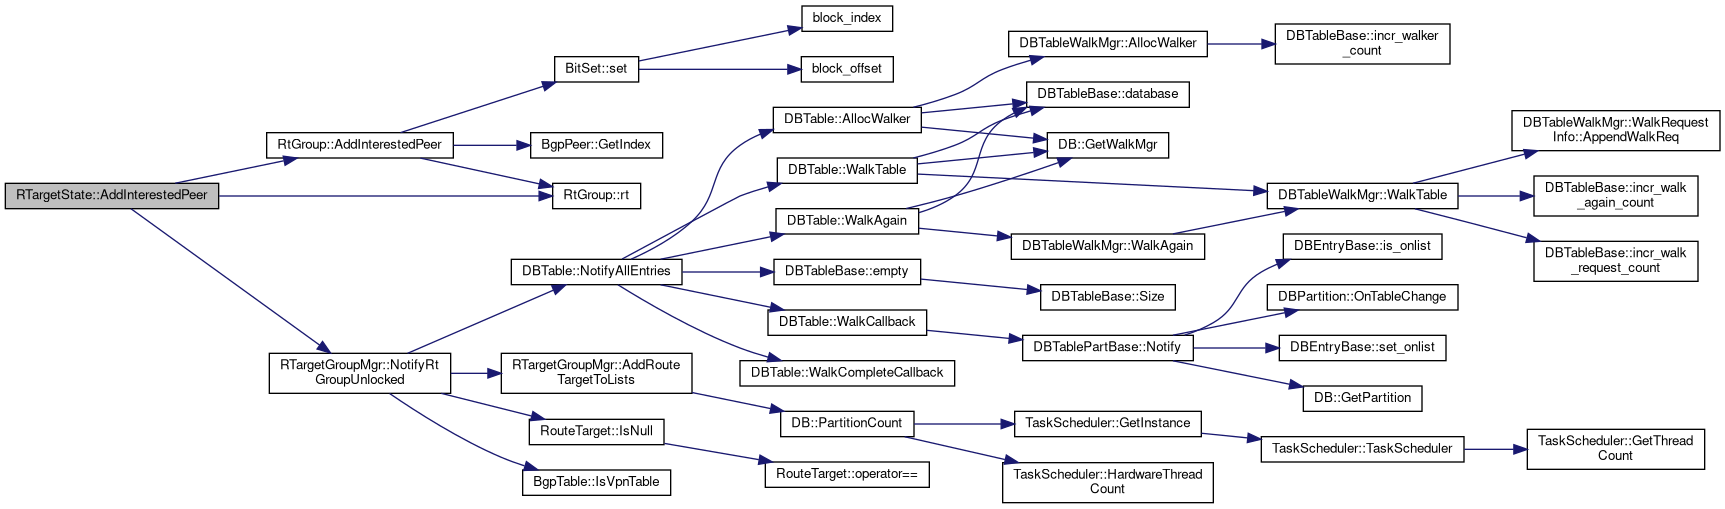 RTargetState::AddInterestedPeer
RtGroup::AddInterestedPeer
BitSet::set
block_index
block_offset
BgpPeer::GetIndex
RtGroup::rt
RTargetGroupMgr::NotifyRt
GroupUnlocked
DBTable::NotifyAllEntries
DBTable::AllocWalker
DBTableWalkMgr::AllocWalker
DBTableBase::incr_walker
_count
DBTableBase::database
DB::GetWalkMgr
DBTable::WalkTable
DBTableWalkMgr::WalkTable
DBTableWalkMgr::WalkRequest
Info::AppendWalkReq
DBTableBase::incr_walk
_again_count
DBTableBase::incr_walk
_request_count
DBTable::WalkAgain
DBTableWalkMgr::WalkAgain
DBTableBase::empty
DBTableBase::Size
DBTable::WalkCallback
DBTablePartBase::Notify
DBEntryBase::is_onlist
DBPartition::OnTableChange
DBEntryBase::set_onlist
DB::GetPartition
DBTable::WalkCompleteCallback
RTargetGroupMgr::AddRoute
TargetToLists
DB::PartitionCount
TaskScheduler::GetInstance
TaskScheduler::TaskScheduler
TaskScheduler::GetThread
Count
TaskScheduler::HardwareThread
Count
RouteTarget::IsNull
RouteTarget::operator==
BgpTable::IsVpnTable